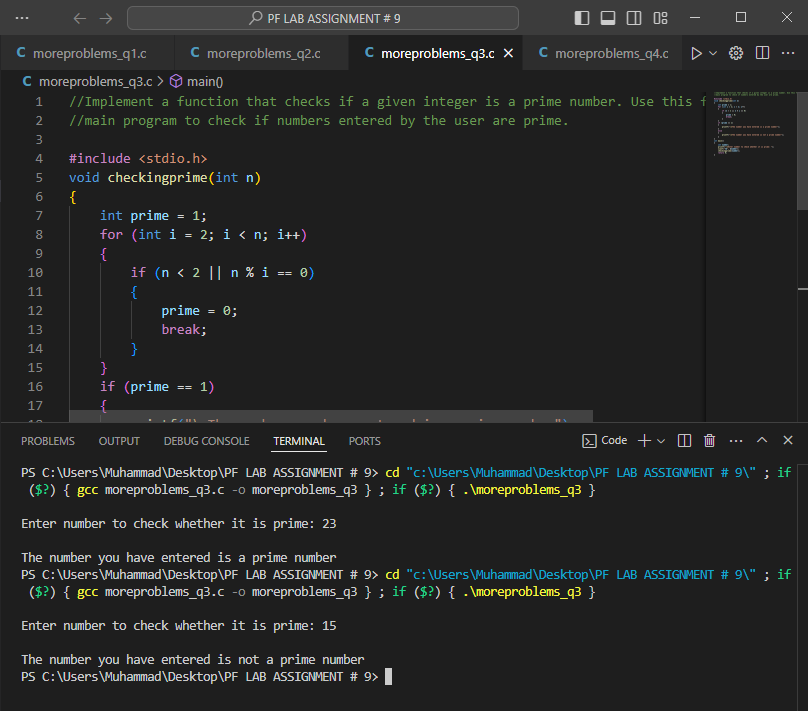 PF LAB ASSIGNMENT # 9
C moreproblems_q1.c C moreproblems_q2.c C moreproblems_q3.c C moreproblems_q4.c
C moreproblems_q3.c > main()
1 //Implement a function that checks if a given integer is a prime number. Use this f
2 //main program to check if numbers entered by the user are prime.
3
4 #include <stdio.h>
5 void checkingprime(int n)
6 {
7 int prime = 1;
8 for (int i = 2; i < n; i++)
9 {
10 if (n < 2 || n % i == 0)
11 {
12 prime = 0;
13 break;
14 }
15 }
16 if (prime == 1)
17 {
PROBLEMS OUTPUT DEBUG CONSOLE TERMINAL PORTS Code
PS C:\Users\Muhammad\Desktop\PF LAB ASSIGNMENT # 9> cd "c:\Users\Muhammad\Desktop\PF LAB ASSIGNMENT # 9\" ; if
($?) { gcc moreproblems_q3.c -o moreproblems_q3 } ; if ($?) { .\moreproblems_q3 }
Enter number to check whether it is prime: 23
The number you have entered is a prime number
PS C:\Users\Muhammad\Desktop\PF LAB ASSIGNMENT # 9> cd "c:\Users\Muhammad\Desktop\PF LAB ASSIGNMENT # 9\" ; if
($?) { gcc moreproblems_q3.c -o moreproblems_q3 } ; if ($?) { .\moreproblems_q3 }
Enter number to check whether it is prime: 15
The number you have entered is not a prime number
PS C:\Users\Muhammad\Desktop\PF LAB ASSIGNMENT # 9>